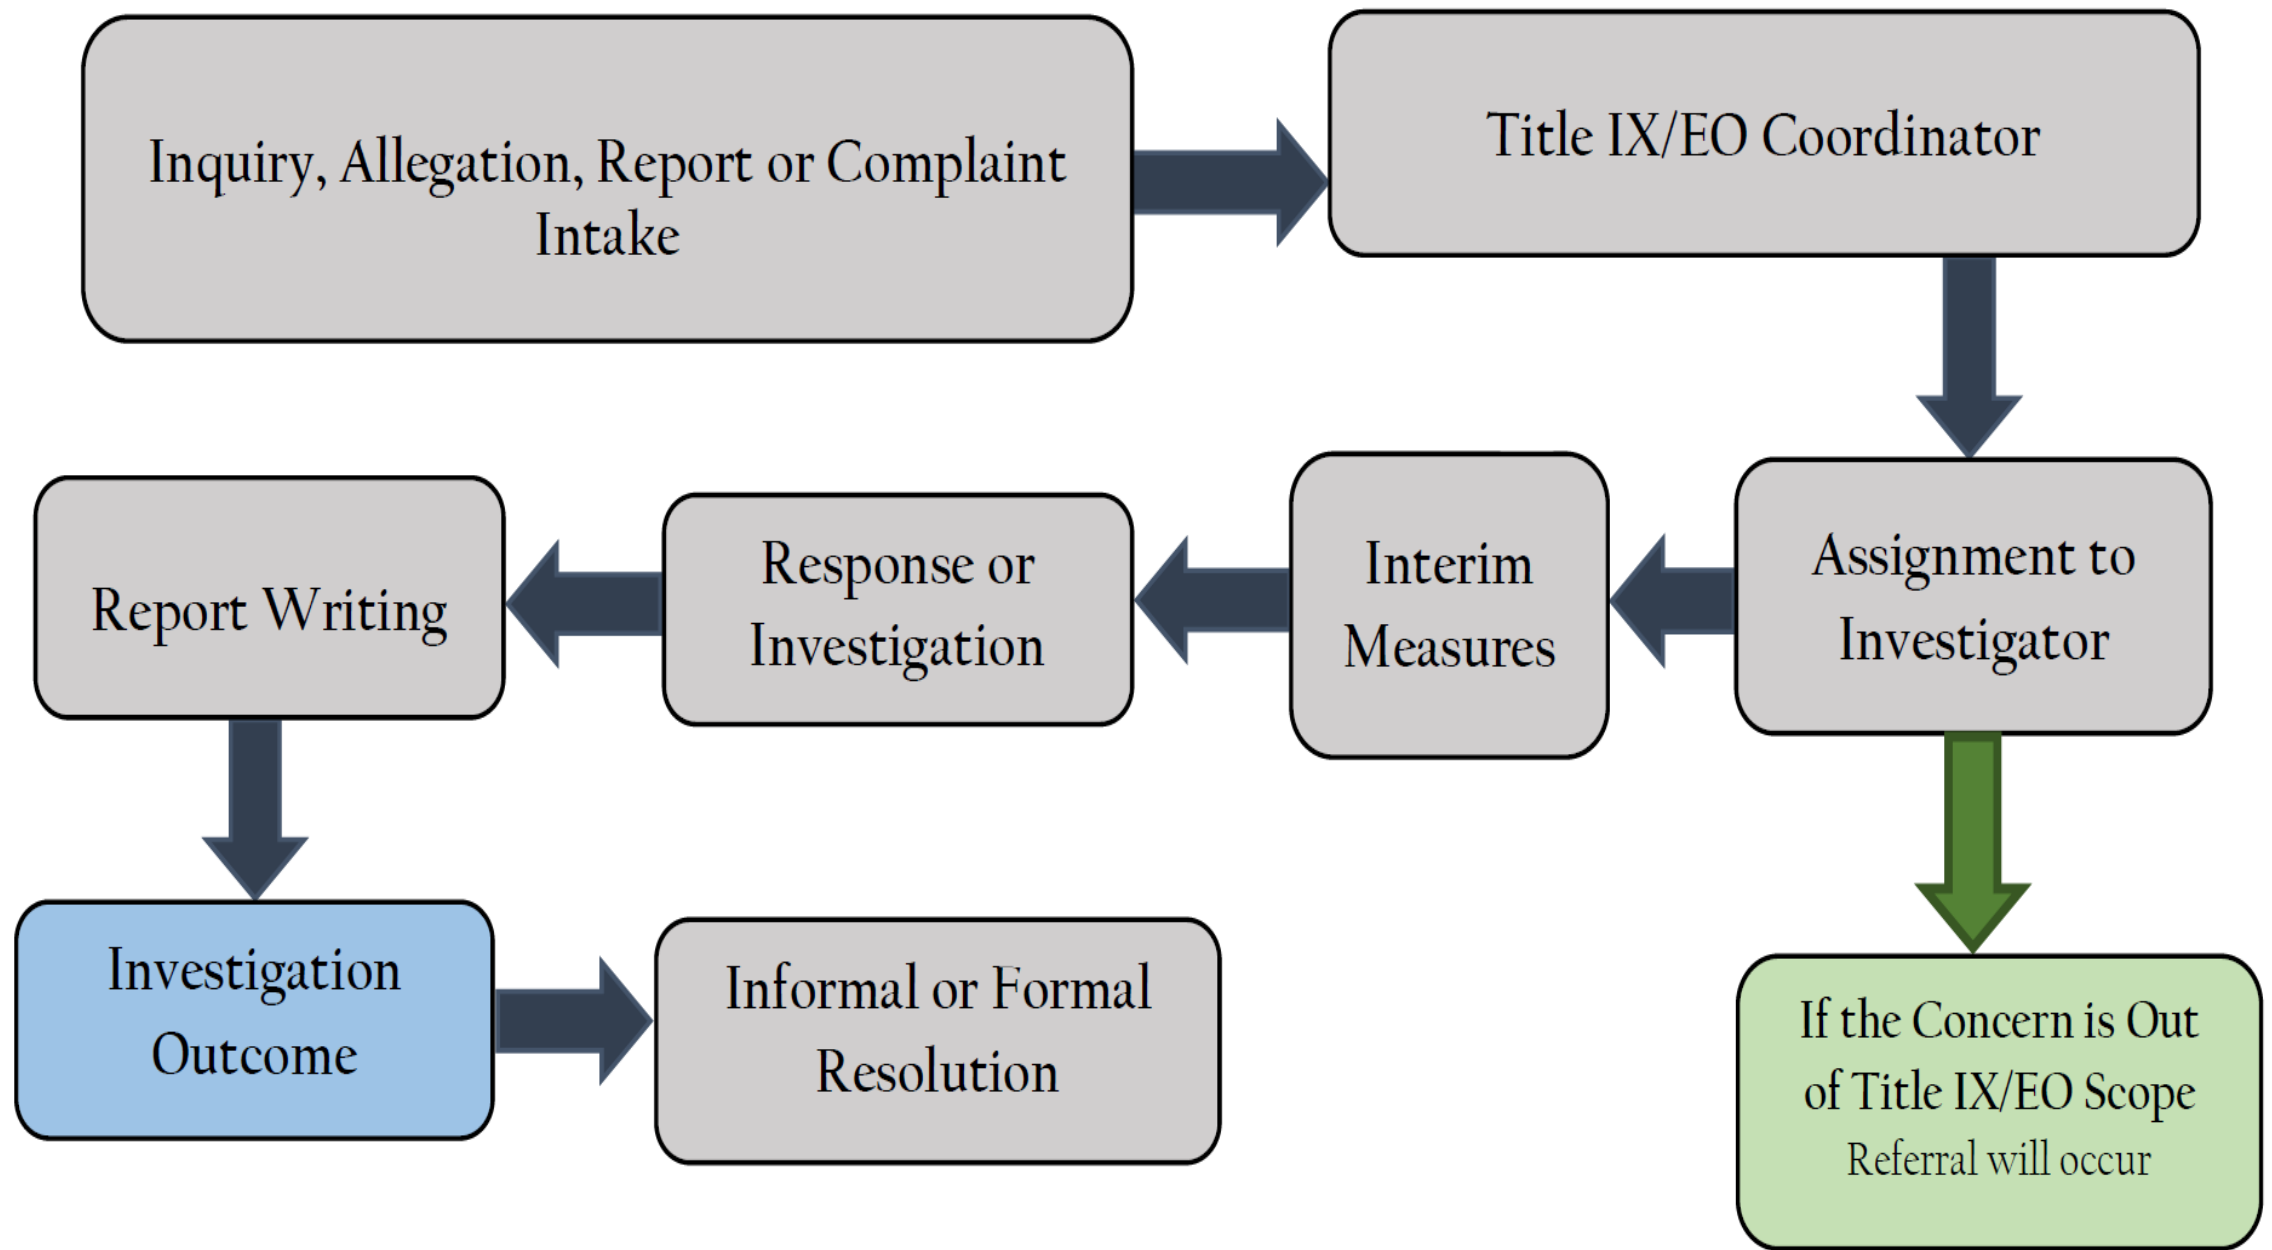 Inquiry, Allegation, Report or Complaint
Intake
Title IX/EO Coordinator
Assignment to
Investigator
Interim
Measures
Response or
Investigation
Report Writing
Investigation
Outcome
Informal or Formal
Resolution
If the Concern is Out
of Title IX/EO Scope
Referral will occur